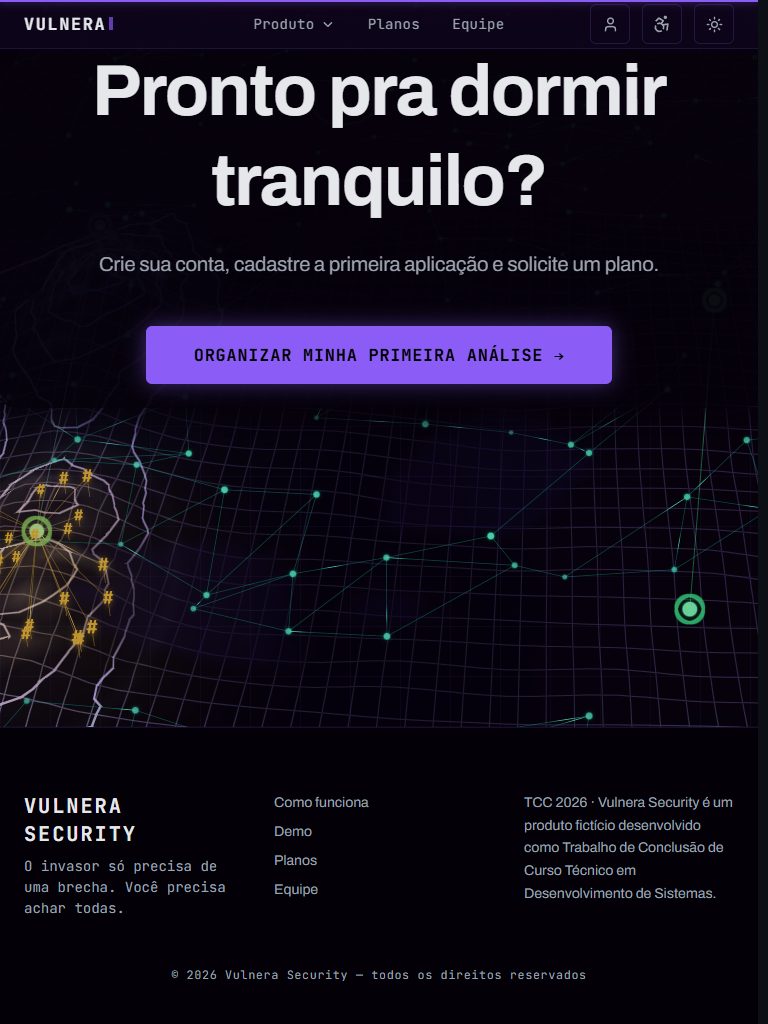 VULNERA
Produto
Planos
Equipe
Pronto pra dormir
tranquilo?
Crie sua conta, cadastre a primeira aplicação e solicite um plano.
ORGANIZAR MINHA PRIMEIRA ANÁLISE →
# # # # # # # # # # # # # # # #
VULNERA
SECURITY
O invasor só precisa de
uma brecha. Você precisa
achar todas.
Como funciona
Demo
Planos
Equipe
TCC 2026 · Vulnera Security é um
produto fictício desenvolvido
como Trabalho de Conclusão de
Curso Técnico em
Desenvolvimento de Sistemas.
© 2026 Vulnera Security — todos os direitos reservados